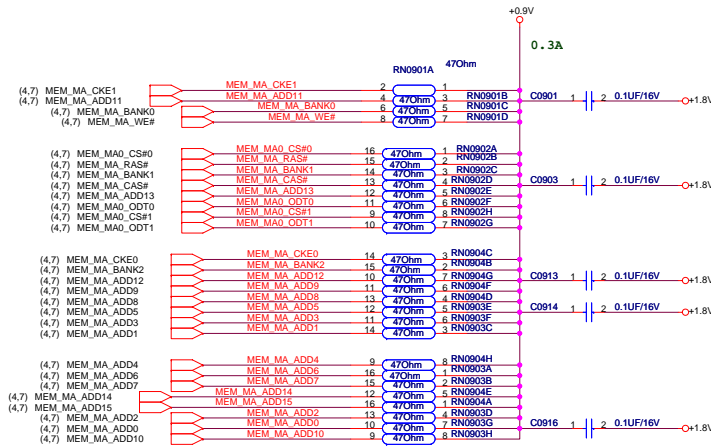 +0.9V
0.3A
RN0901A 47Ohm
(4,7) MEM_MA_CKE1 MEM_MA_CKE1 2 1
(4,7) MEM_MA_ADD11 MEM_MA_ADD11 4 47Ohm 3 RN0901B C0901 1 2 0.1UF/16V +1.8V
(4,7) MEM_MA_BANK0 MEM_MA_BANK0 6 47Ohm 5 RN0901C
(4,7) MEM_MA_WE# MEM_MA_WE# 8 47Ohm 7 RN0901D
(4,7) MEM_MA0_CS#0 MEM_MA0_CS#0 16 47Ohm 1 RN0902A
(4,7) MEM_MA_RAS# MEM_MA_RAS# 15 47Ohm 2 RN0902B
(4,7) MEM_MA_BANK1 MEM_MA_BANK1 14 47Ohm 3 RN0902C
(4,7) MEM_MA_CAS# MEM_MA_CAS# 13 47Ohm 4 RN0902D C0903 1 2 0.1UF/16V +1.8V
(4,7) MEM_MA_ADD13 MEM_MA_ADD13 12 47Ohm 5 RN0902E
(4,7) MEM_MA0_ODT0 MEM_MA0_ODT0 11 47Ohm 6 RN0902F
(4,7) MEM_MA0_CS#1 MEM_MA0_CS#1 9 47Ohm 8 RN0902H
(4,7) MEM_MA0_ODT1 MEM_MA0_ODT1 10 47Ohm 7 RN0902G
(4,7) MEM_MA_CKE0 MEM_MA_CKE0 14 47Ohm 3 RN0904C
(4,7) MEM_MA_BANK2 MEM_MA_BANK2 15 47Ohm 2 RN0904B
(4,7) MEM_MA_ADD12 MEM_MA_ADD12 10 47Ohm 7 RN0904G C0913 1 2 0.1UF/16V +1.8V
(4,7) MEM_MA_ADD9 MEM_MA_ADD9 11 47Ohm 6 RN0904F
(4,7) MEM_MA_ADD8 MEM_MA_ADD8 13 47Ohm 4 RN0904D
(4,7) MEM_MA_ADD5 MEM_MA_ADD5 12 47Ohm 5 RN0903E C0914 1 2 0.1UF/16V +1.8V
(4,7) MEM_MA_ADD3 MEM_MA_ADD3 11 47Ohm 6 RN0903F
(4,7) MEM_MA_ADD1 MEM_MA_ADD1 14 47Ohm 3 RN0903C
(4,7) MEM_MA_ADD4 MEM_MA_ADD4 9 47Ohm 8 RN0904H
(4,7) MEM_MA_ADD6 MEM_MA_ADD6 16 47Ohm 1 RN0903A
(4,7) MEM_MA_ADD7 MEM_MA_ADD7 15 47Ohm 2 RN0903B
(4,7) MEM_MA_ADD14 MEM_MA_ADD14 12 47Ohm 5 RN0904E
(4,7) MEM_MA_ADD15 MEM_MA_ADD15 16 47Ohm 1 RN0904A
(4,7) MEM_MA_ADD2 MEM_MA_ADD2 13 47Ohm 4 RN0903D
(4,7) MEM_MA_ADD0 MEM_MA_ADD0 10 47Ohm 7 RN0903G C0916 1 2 0.1UF/16V +1.8V
(4,7) MEM_MA_ADD10 MEM_MA_ADD10 9 47Ohm 8 RN0903H